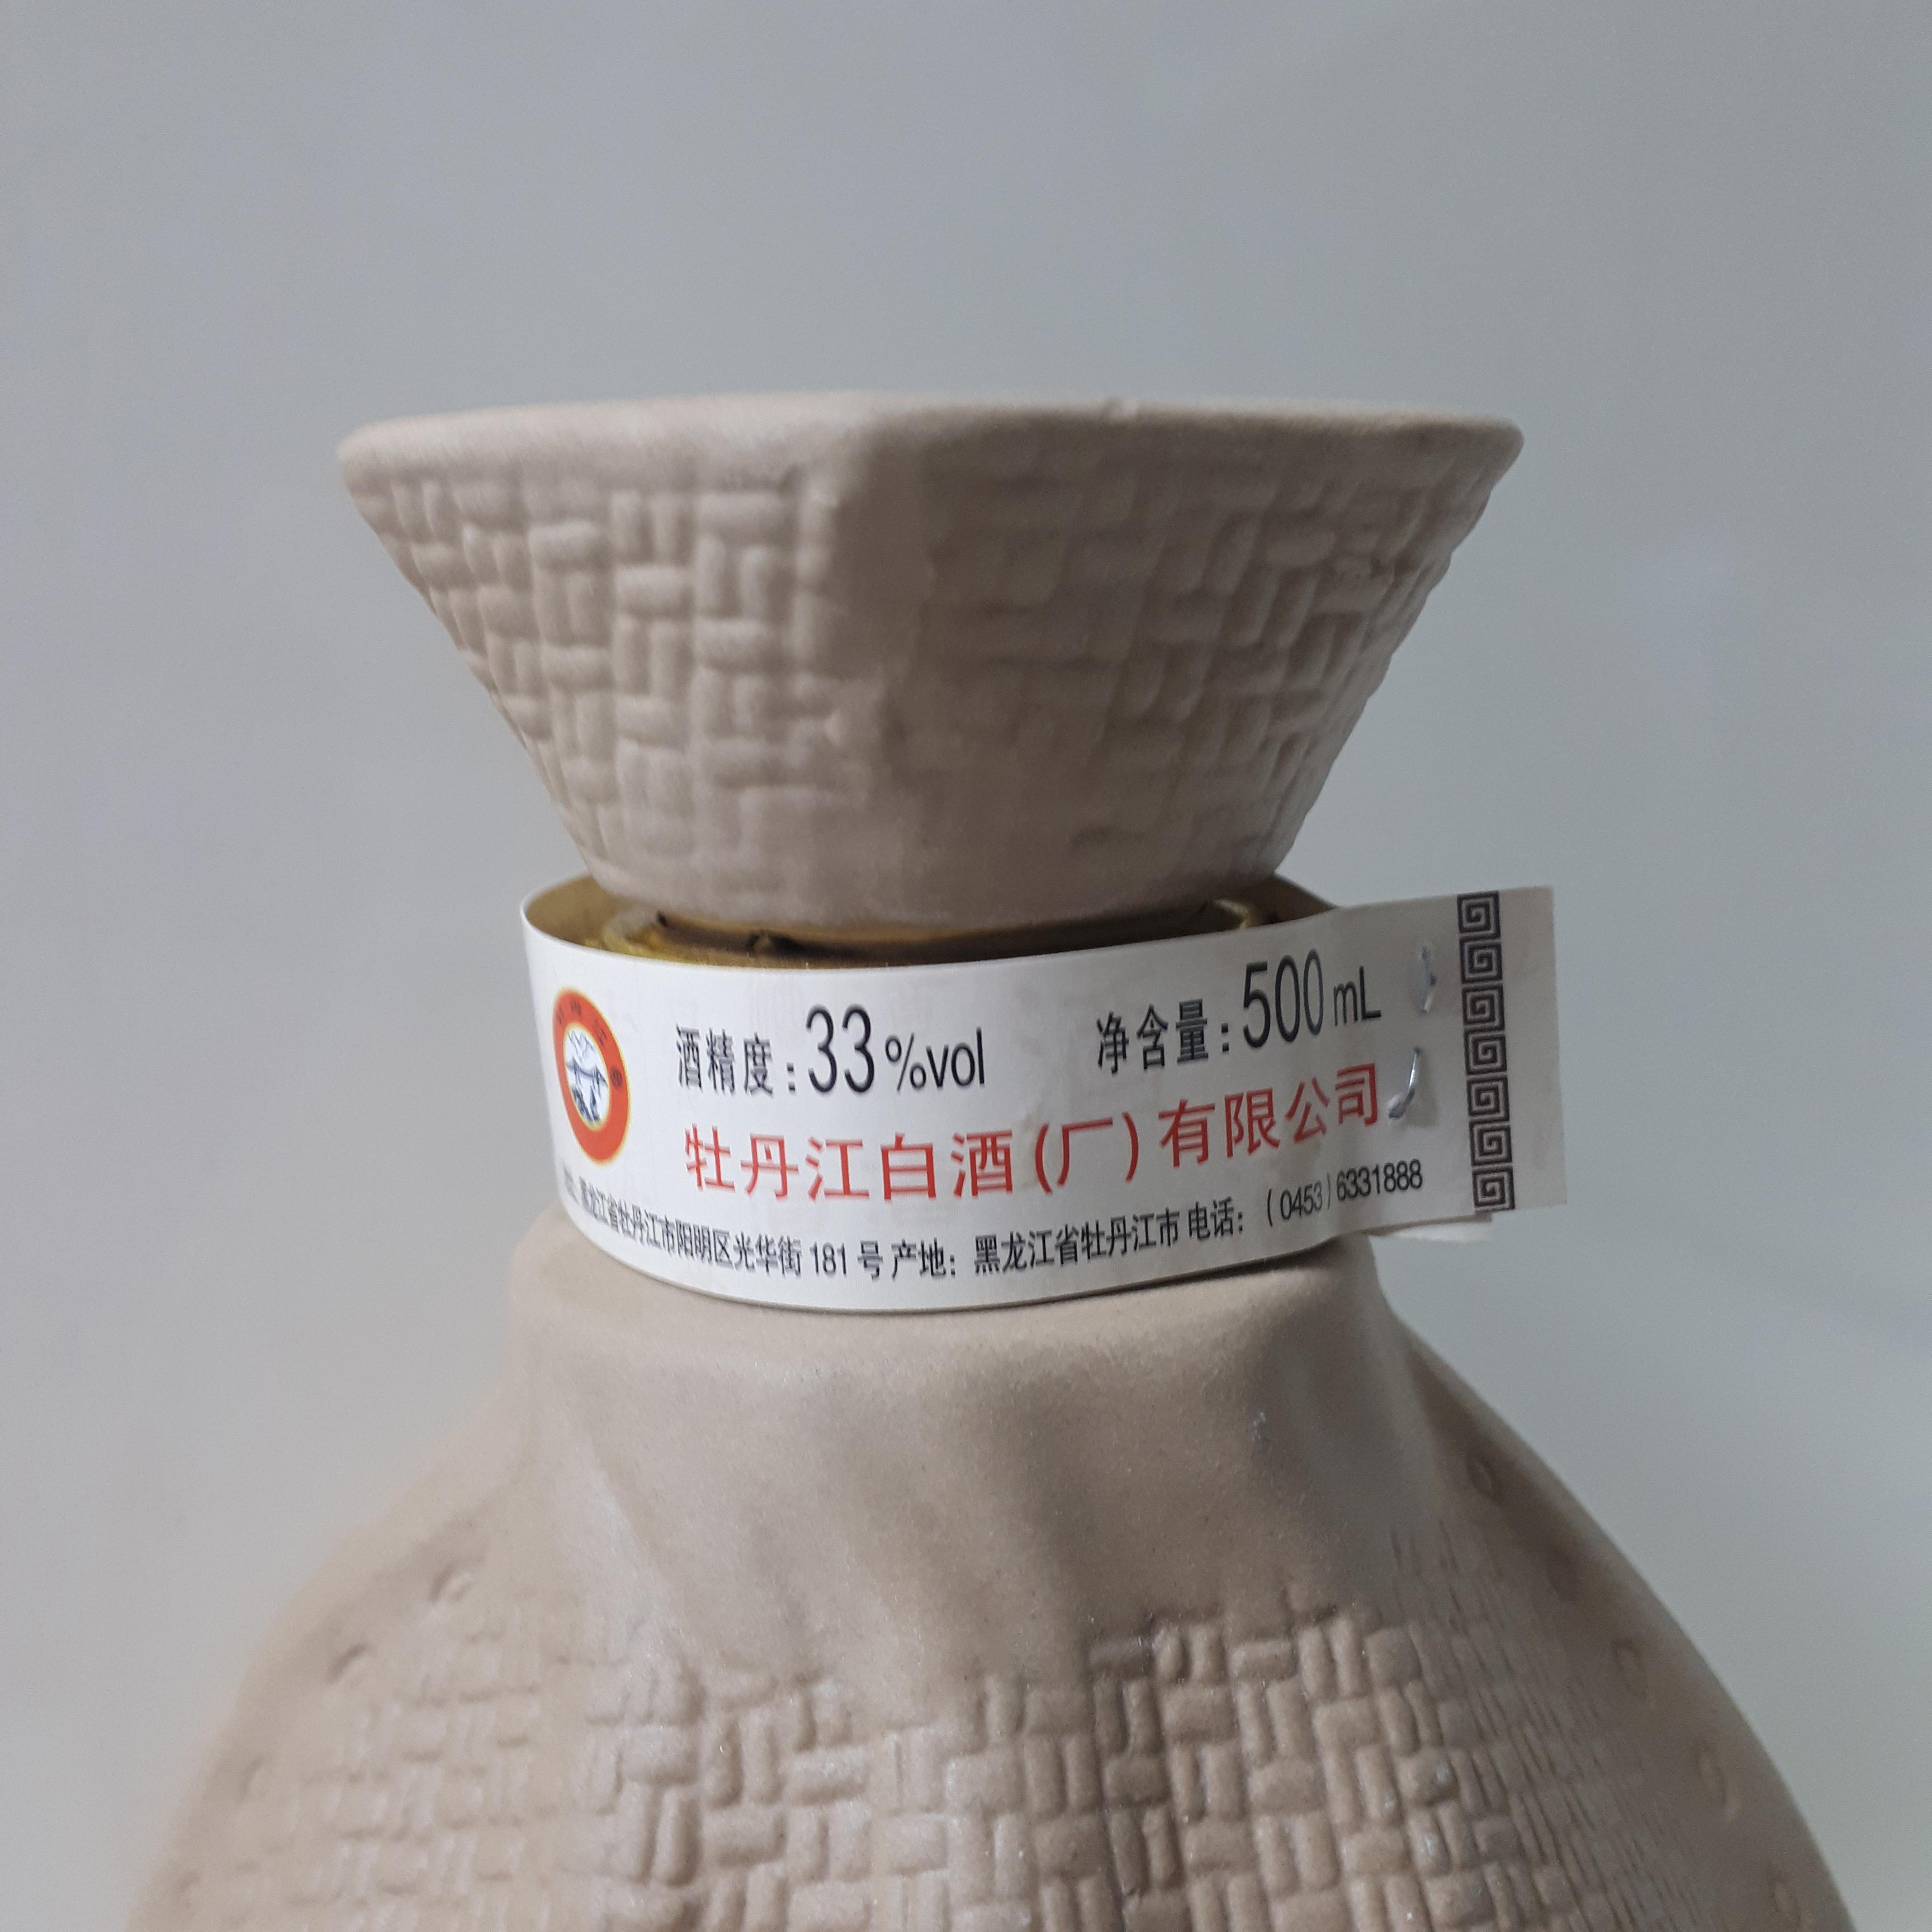 酒精度:33%vol 净含量:500mL
牡丹江白酒(厂)有限公司
黑龙江省牡丹江市阳明区光华街 181 号 产地: 黑龙江省牡丹江市 电话: (0453)6331888